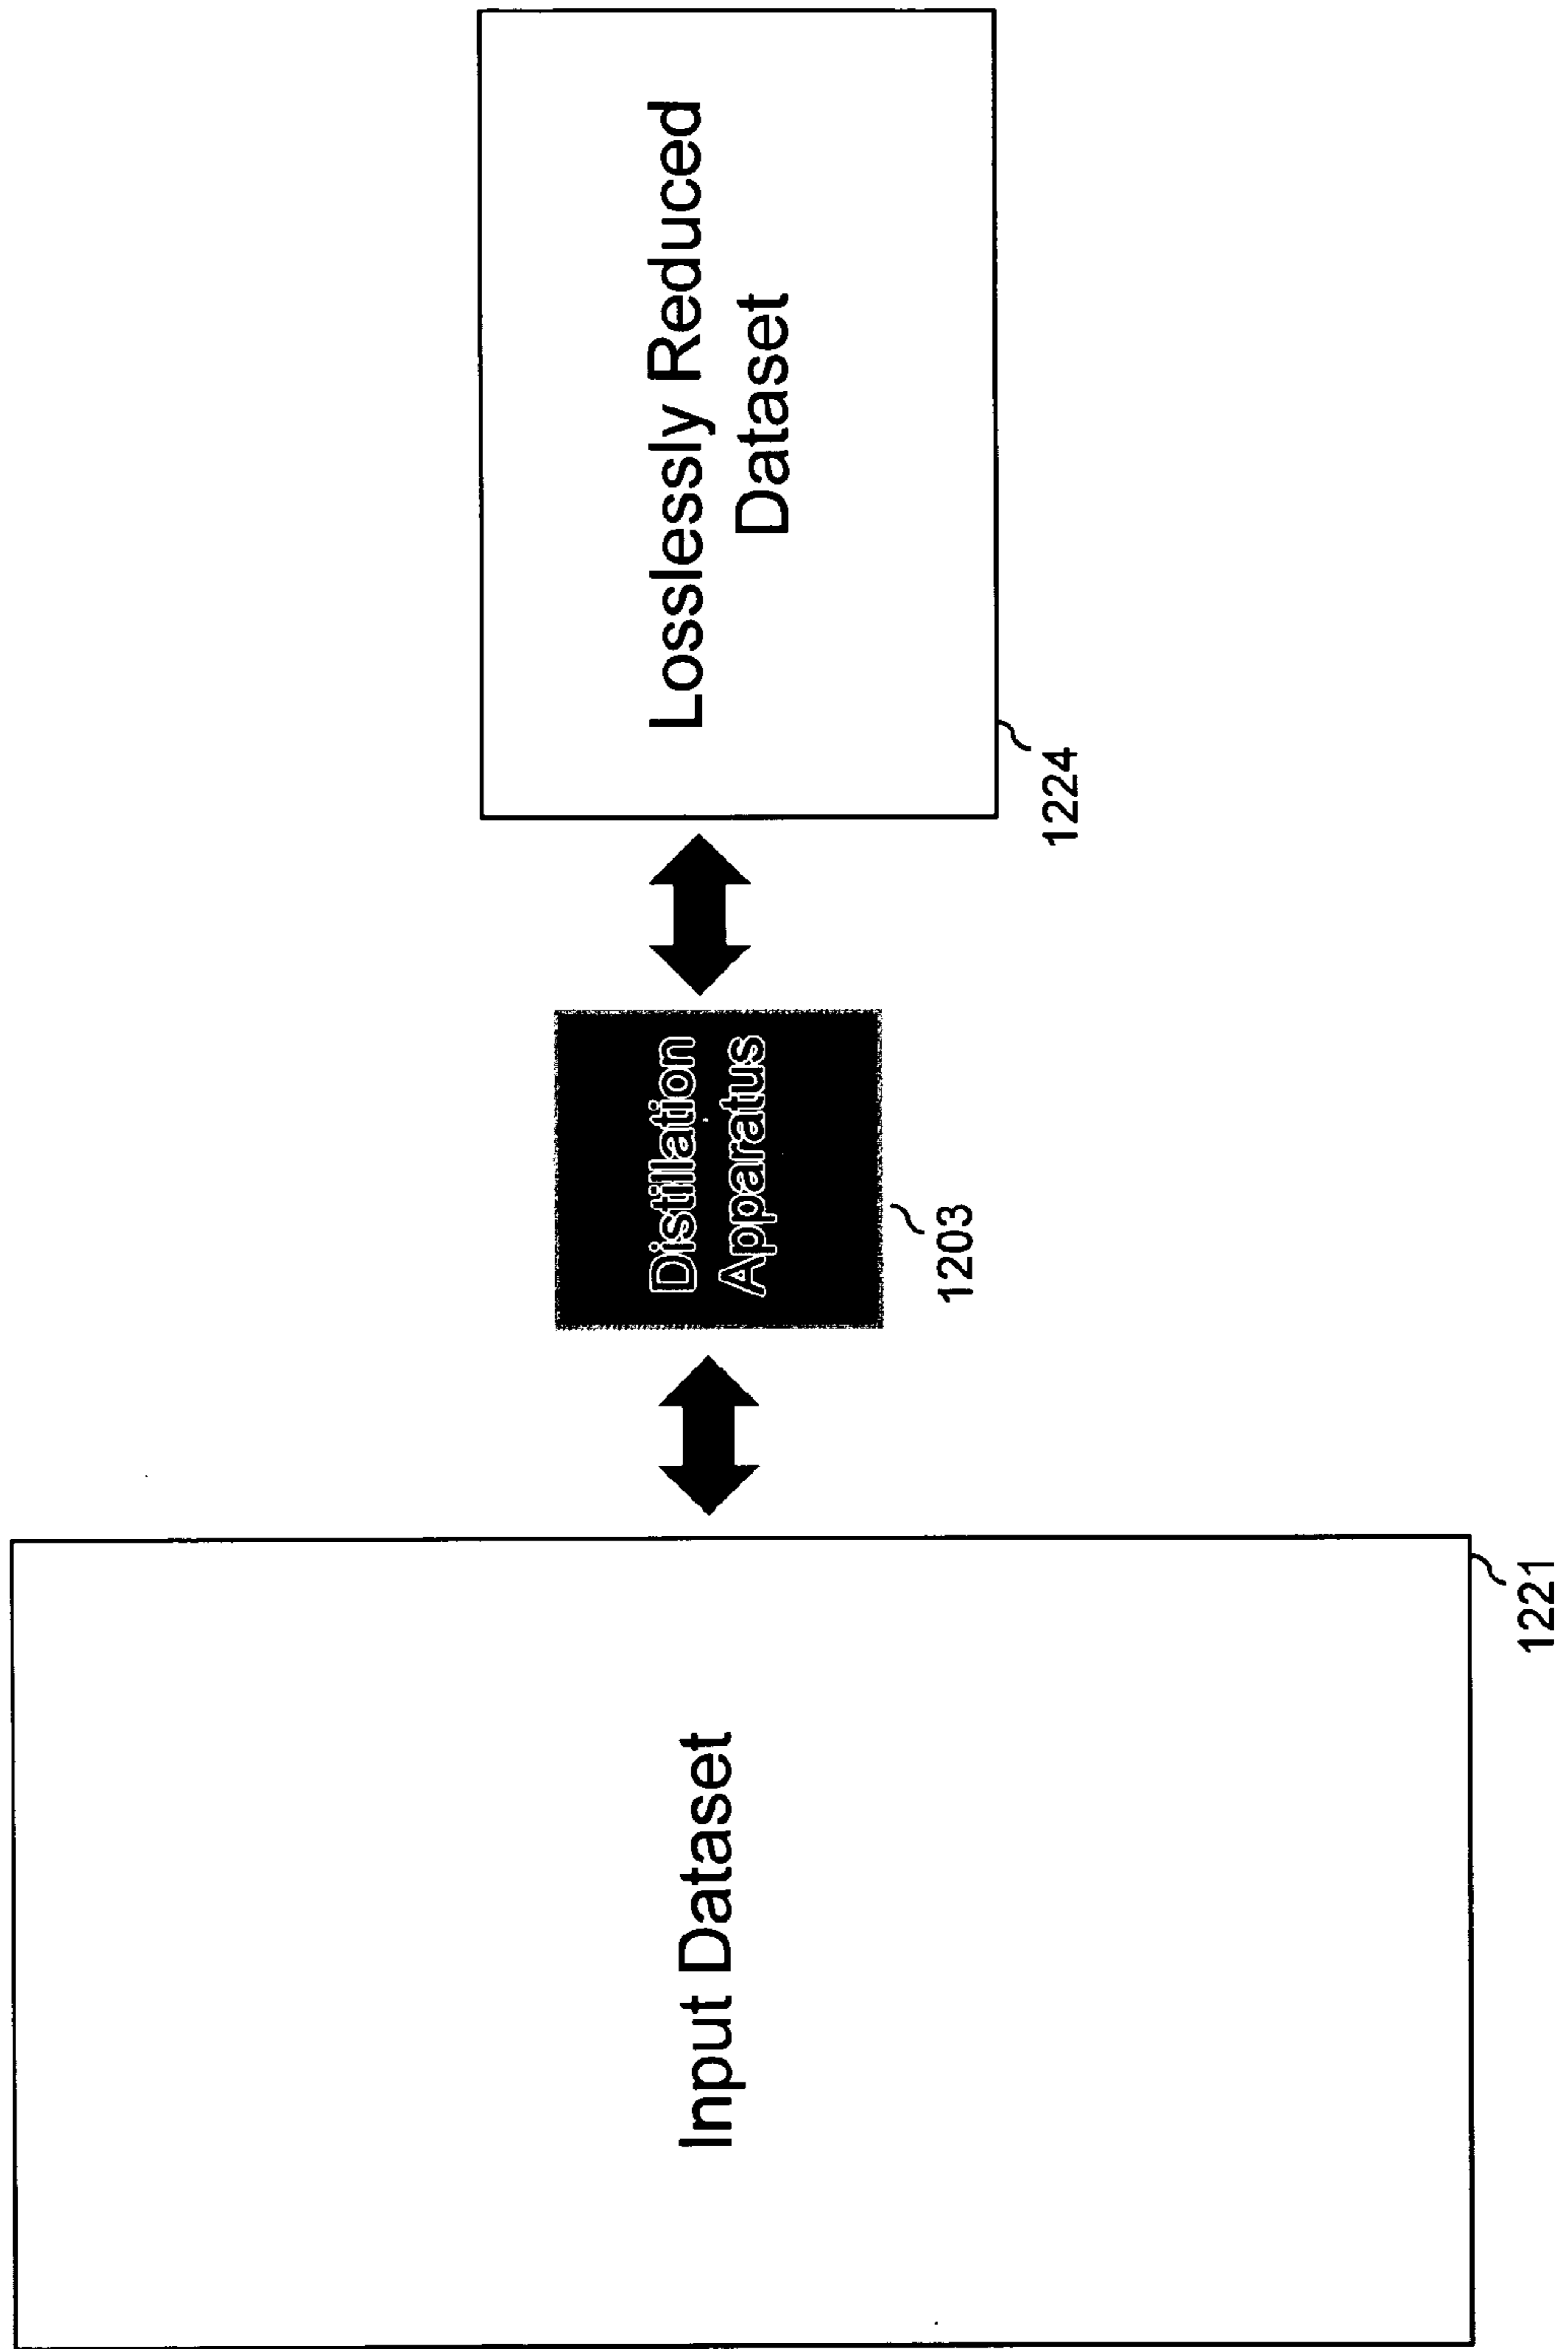 Input Dataset
1221
Distillation
Apparatus
1203
Losslessly Reduced
Dataset
1224